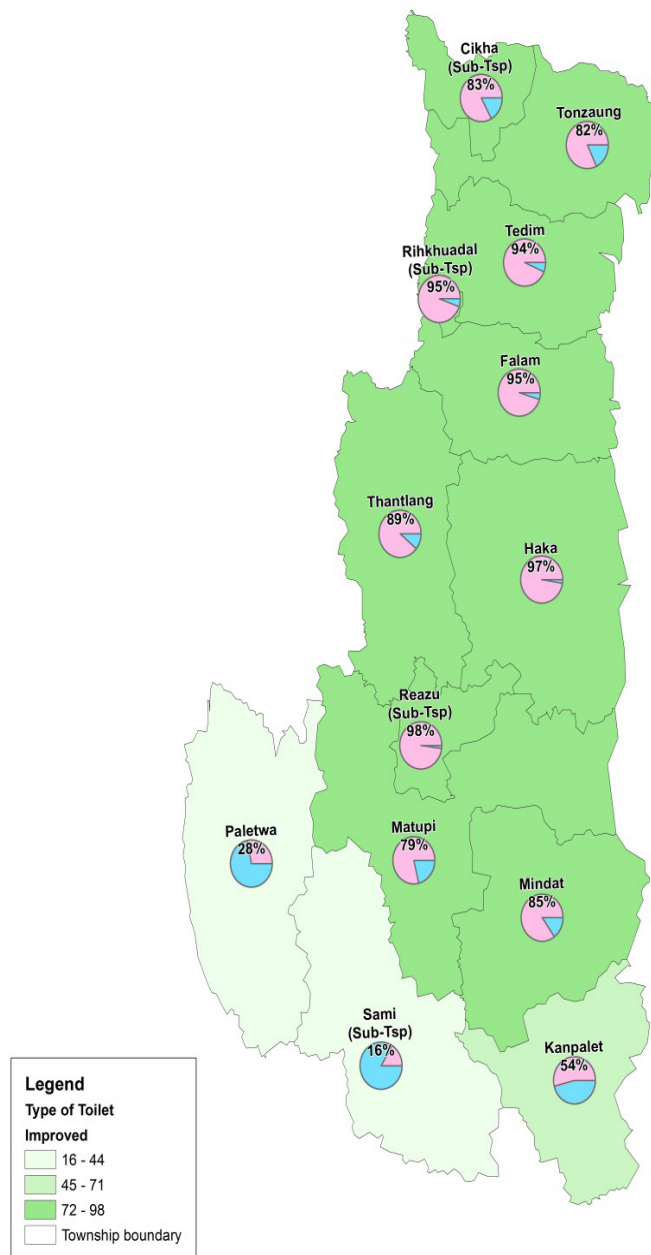 Cikha
(Sub-Tsp)
83%
Tonzaung
82%
Tedim
94%
Rihkhuadal
(Sub-Tsp)
95%
Falam
95%
Thantlang
89%
Haka
97%
Reazu
(Sub-Tsp)
98%
Paletwa
28%
Matupi
79%
Mindat
85%
Sami
(Sub-Tsp)
16%
Kanpalet
54%
Legend
Type of Toilet
Improved
16 - 44
45 - 71
72 - 98
Township boundary